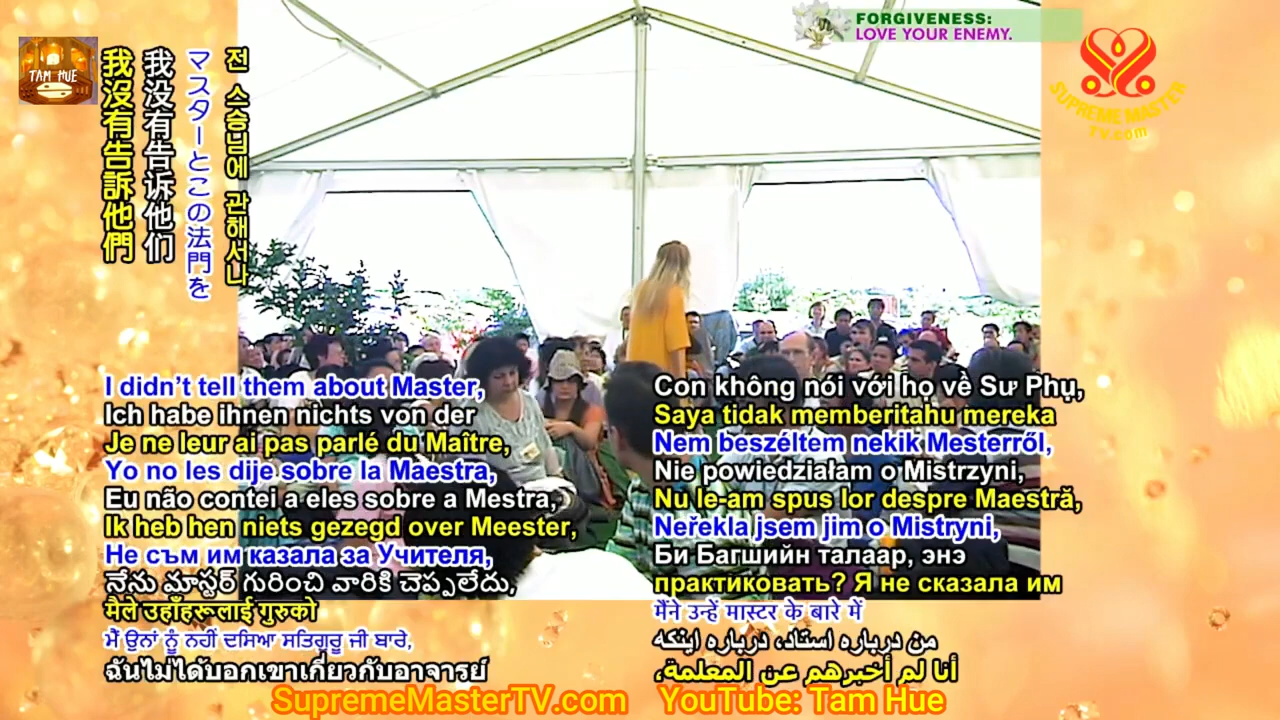 FORGIVENESS:
LOVE YOUR ENEMY.
SUPREME MASTER
TV.com
TAM HUE
我沒有告訴他們
我没有告诉他们
マスターとこの法門を
전 스승님에 관해서나
I didn't tell them about Master,
Ich habe ihnen nichts von der
Je ne leur ai pas parlé du Maître,
Yo no les dije sobre la Maestra,
Eu não contei a eles sobre a Mestra,
Ik heb hen niets gezegd over Meester,
Не съм им казала за Учителя,
నేను మాస్టర్ గురించి వారికి చెప్పలేదు,
मैले उहाँहरूलाई गुरुको
ਮੈਂ ਉਨਾਂ ਨੂੰ ਨਹੀਂ ਦਸਿਆ ਸਤਿਗੁਰੂ ਜੀ ਬਾਰੇ,
ฉันไม่ได้บอกเขาเกี่ยวกับอาจารย์
Con không nói với họ về Sư Phụ,
Saya tidak memberitahu mereka
Nem beszéltem nekik Mesterről,
Nie powiedziałam o Mistrzyni,
Nu le-am spus lor despre Maestră,
Neřekla jsem jim o Mistryni,
Би Багшийн талаар, энэ
практиковать? Я не сказала им
मैंने उन्हें मास्टर के बारे में
من درباره استاد، درباره اینکه
أنا لم أخبرهم عن المعلمة،
SupremeMasterTV.com YouTube: Tam Hue